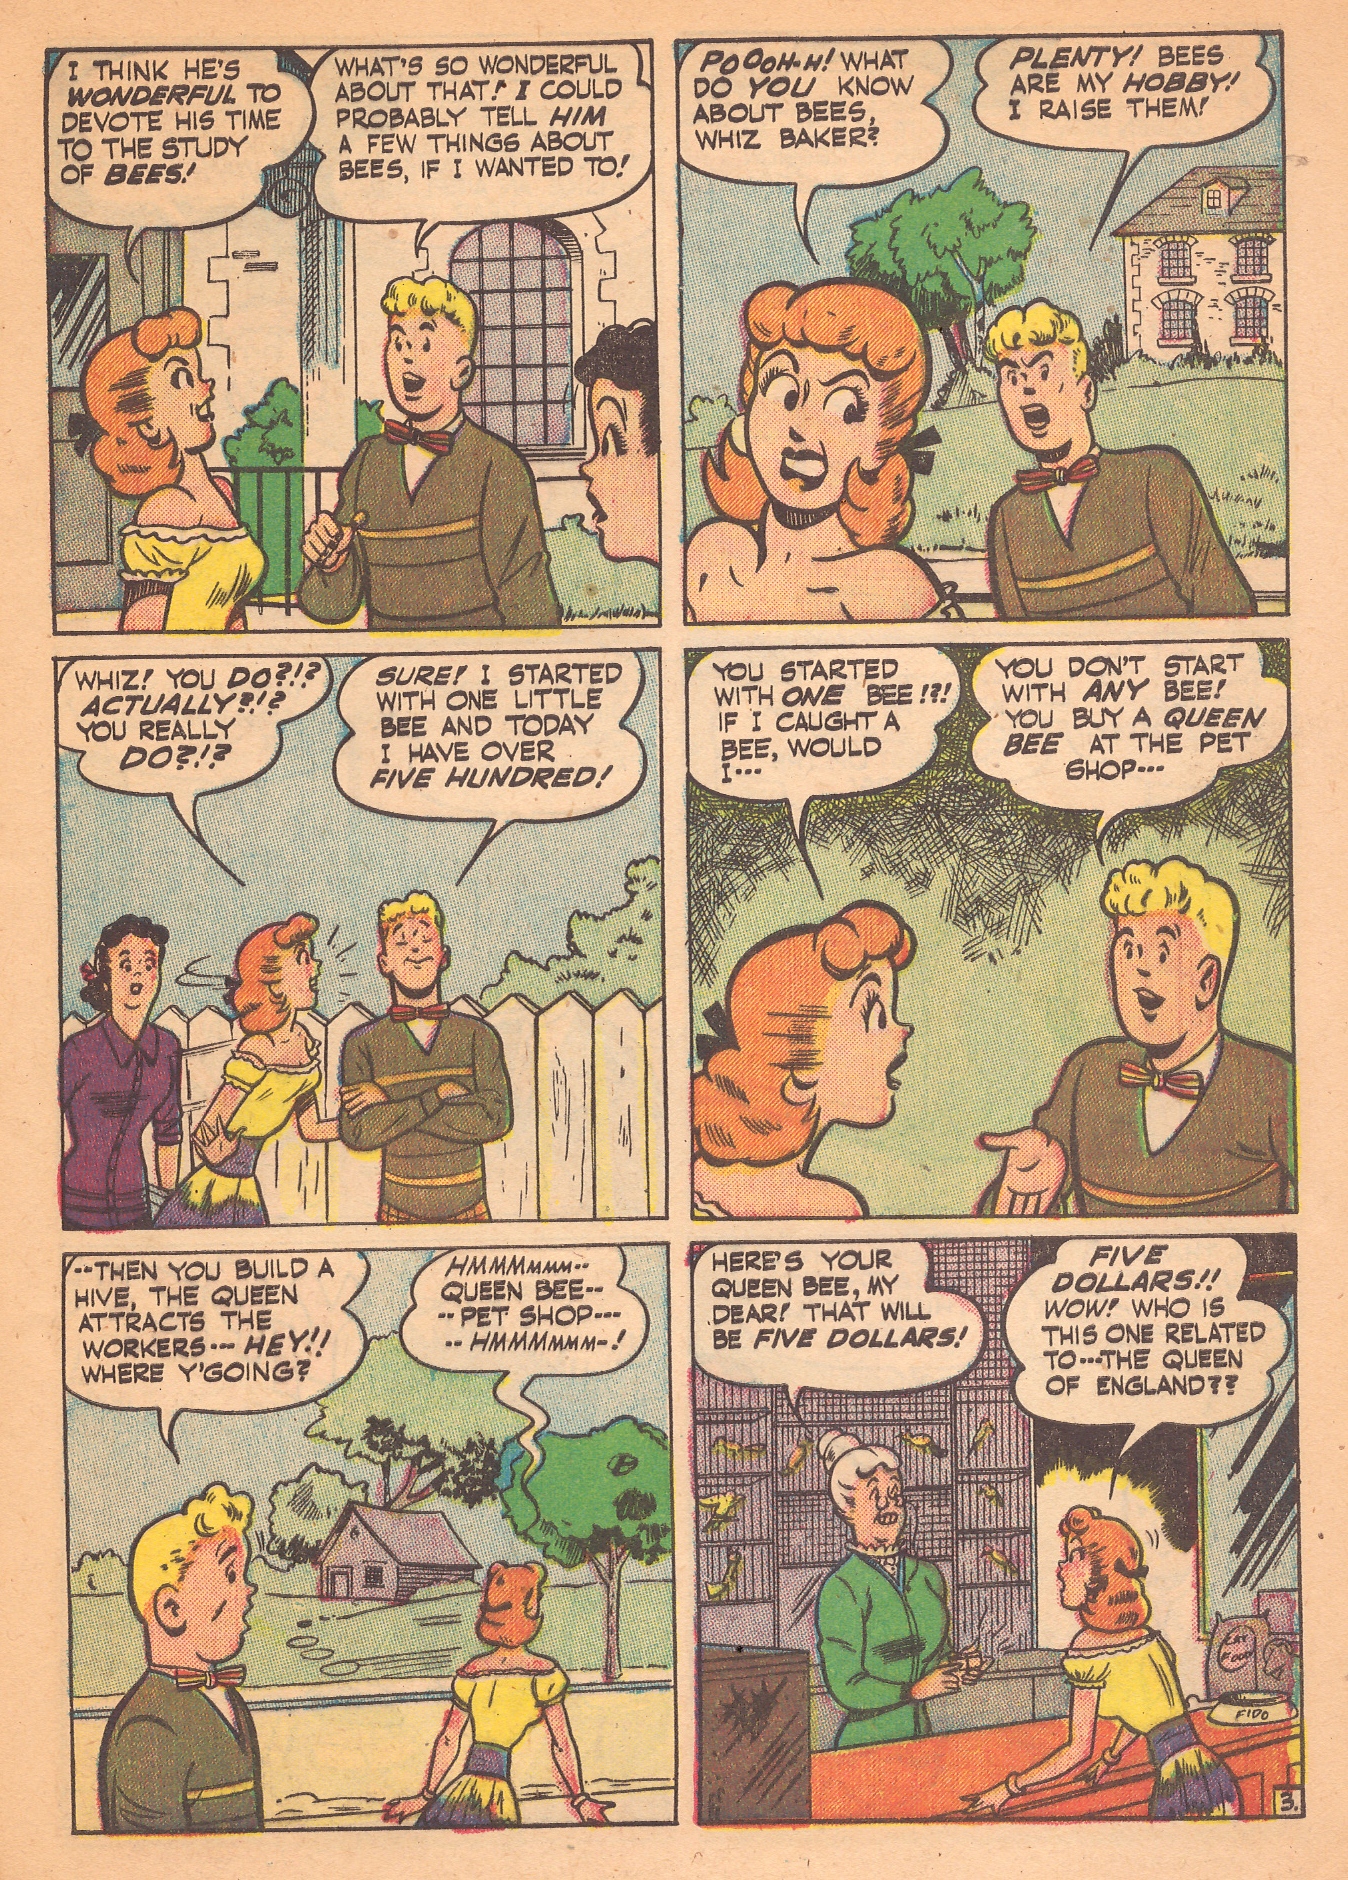 I THINK HE'S
WONDERFUL TO
DEVOTE HIS TIME
TO THE STUDY
OF BEES!
WHAT'S SO WONDERFUL
ABOUT THAT! I COULD
PROBABLY TELL HIM
A FEW THINGS ABOUT
BEES, IF I WANTED TO!
POOOH-H! WHAT
DO YOU KNOW
ABOUT BEES,
WHIZ BAKER?
PLENTY! BEES
ARE MY HOBBY!
I RAISE THEM!
WHIZ! YOU DO?!?
ACTUALLY?!?
YOU REALLY
DO?!?
SURE! I STARTED
WITH ONE LITTLE
BEE AND TODAY
I HAVE OVER
FIVE HUNDRED!
YOU STARTED
WITH ONE BEE!?!
IF I CAUGHT A
BEE, WOULD
I---
YOU DON'T START
WITH ANY BEE!
YOU BUY A QUEEN
BEE AT THE PET
SHOP---
--THEN YOU BUILD A
HIVE, THE QUEEN
ATTRACTS THE
WORKERS--- HEY!!
WHERE Y'GOING?
HMMMMMM--
QUEEN BEE--
--PET SHOP---
--HMMMMMM-!
HERE'S YOUR
QUEEN BEE, MY
DEAR! THAT WILL
BE FIVE DOLLARS!
FIVE
DOLLARS!!
WOW! WHO IS
THIS ONE RELATED
TO---THE QUEEN
OF ENGLAND??
CAT
FOOD
FIDO
3.